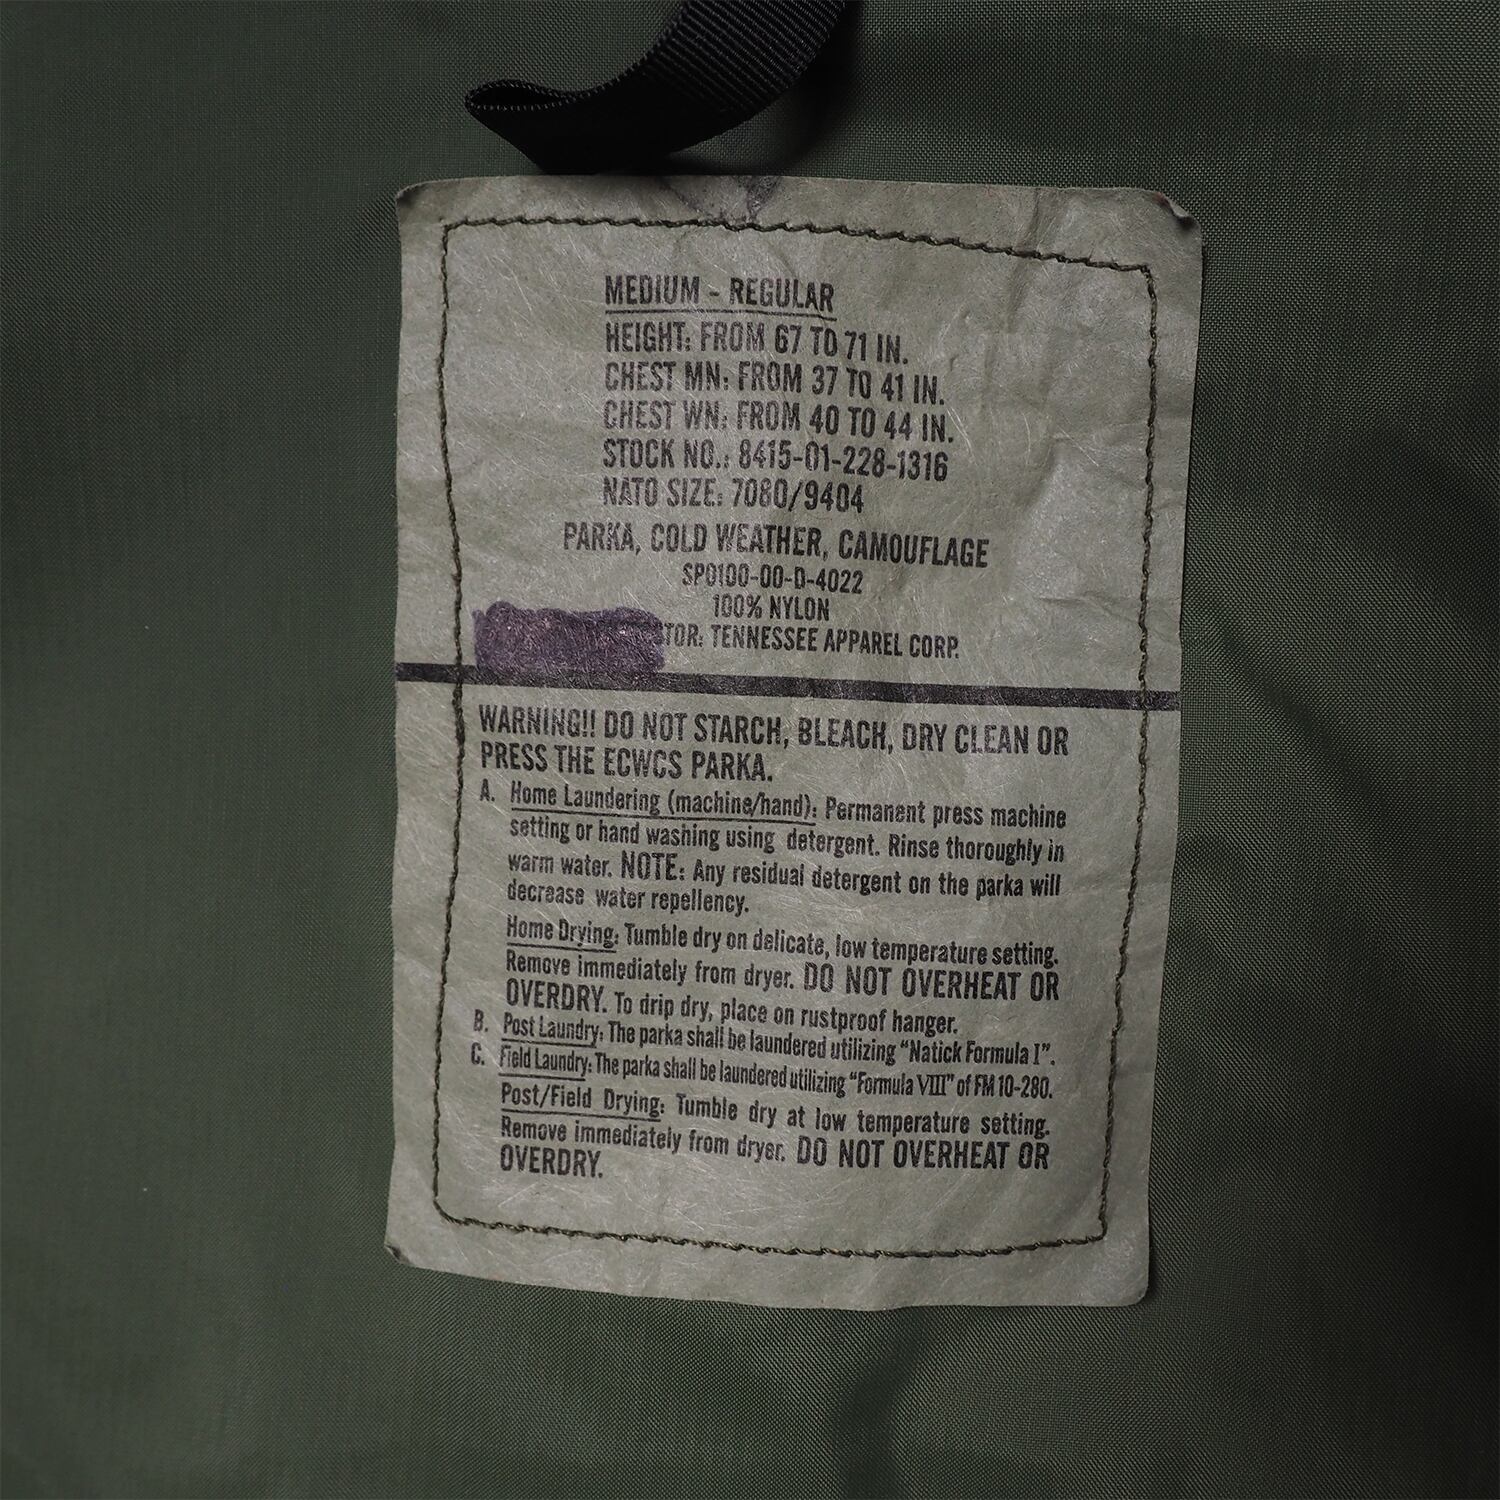 MEDIUM - REGULAR
HEIGHT: FROM 67 TO 71 IN.
CHEST MN: FROM 37 TO 41 IN.
CHEST WN: FROM 40 TO 44 IN.
STOCK NO.: 8415-01-228-1316
NATO SIZE: 7080/9404
PARKA, COLD WEATHER, CAMOUFLAGE
SP0100-00-D-4022
100% NYLON
TOR: TENNESSEE APPAREL CORP.
WARNING!! DO NOT STARCH, BLEACH, DRY CLEAN OR
PRESS THE ECWCS PARKA.
A. Home Laundering (machine/hand): Permanent press machine
setting or hand washing using detergent. Rinse thoroughly in
warm water. NOTE: Any residual detergent on the parka will
decrease water repellency.
Home Drying: Tumble dry on delicate, low temperature setting.
Remove immediately from dryer. DO NOT OVERHEAT OR
OVERDRY. To drip dry, place on rustproof hanger.
B. Post Laundry: The parka shall be laundered utilizing “Natick Formula I”.
C. Field Laundry: The parka shall be laundered utilizing “Formula VIII” of FM 10-280.
Post/Field Drying: Tumble dry at low temperature setting.
Remove immediately from dryer. DO NOT OVERHEAT OR
OVERDRY.